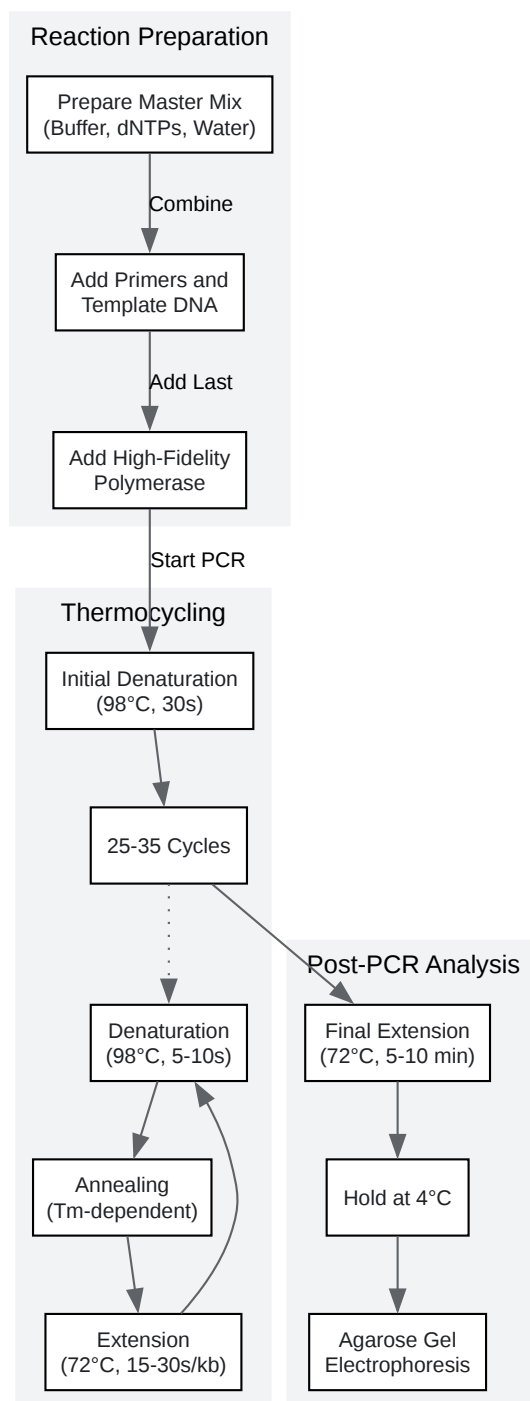 Reaction Preparation
Prepare Master Mix
(Buffer, dNTPs, Water)
Combine
Add Primers and
Template DNA
Add Last
Add High-Fidelity
Polymerase
Start PCR
Thermocycling
Initial Denaturation
(98°C, 30s)
25-35 Cycles
Denaturation
(98°C, 5-10s)
Annealing
(Tm-dependent)
Extension
(72°C, 15-30s/kb)
Post-PCR Analysis
Final Extension
(72°C, 5-10 min)
Hold at 4°C
Agarose Gel
Electrophoresis